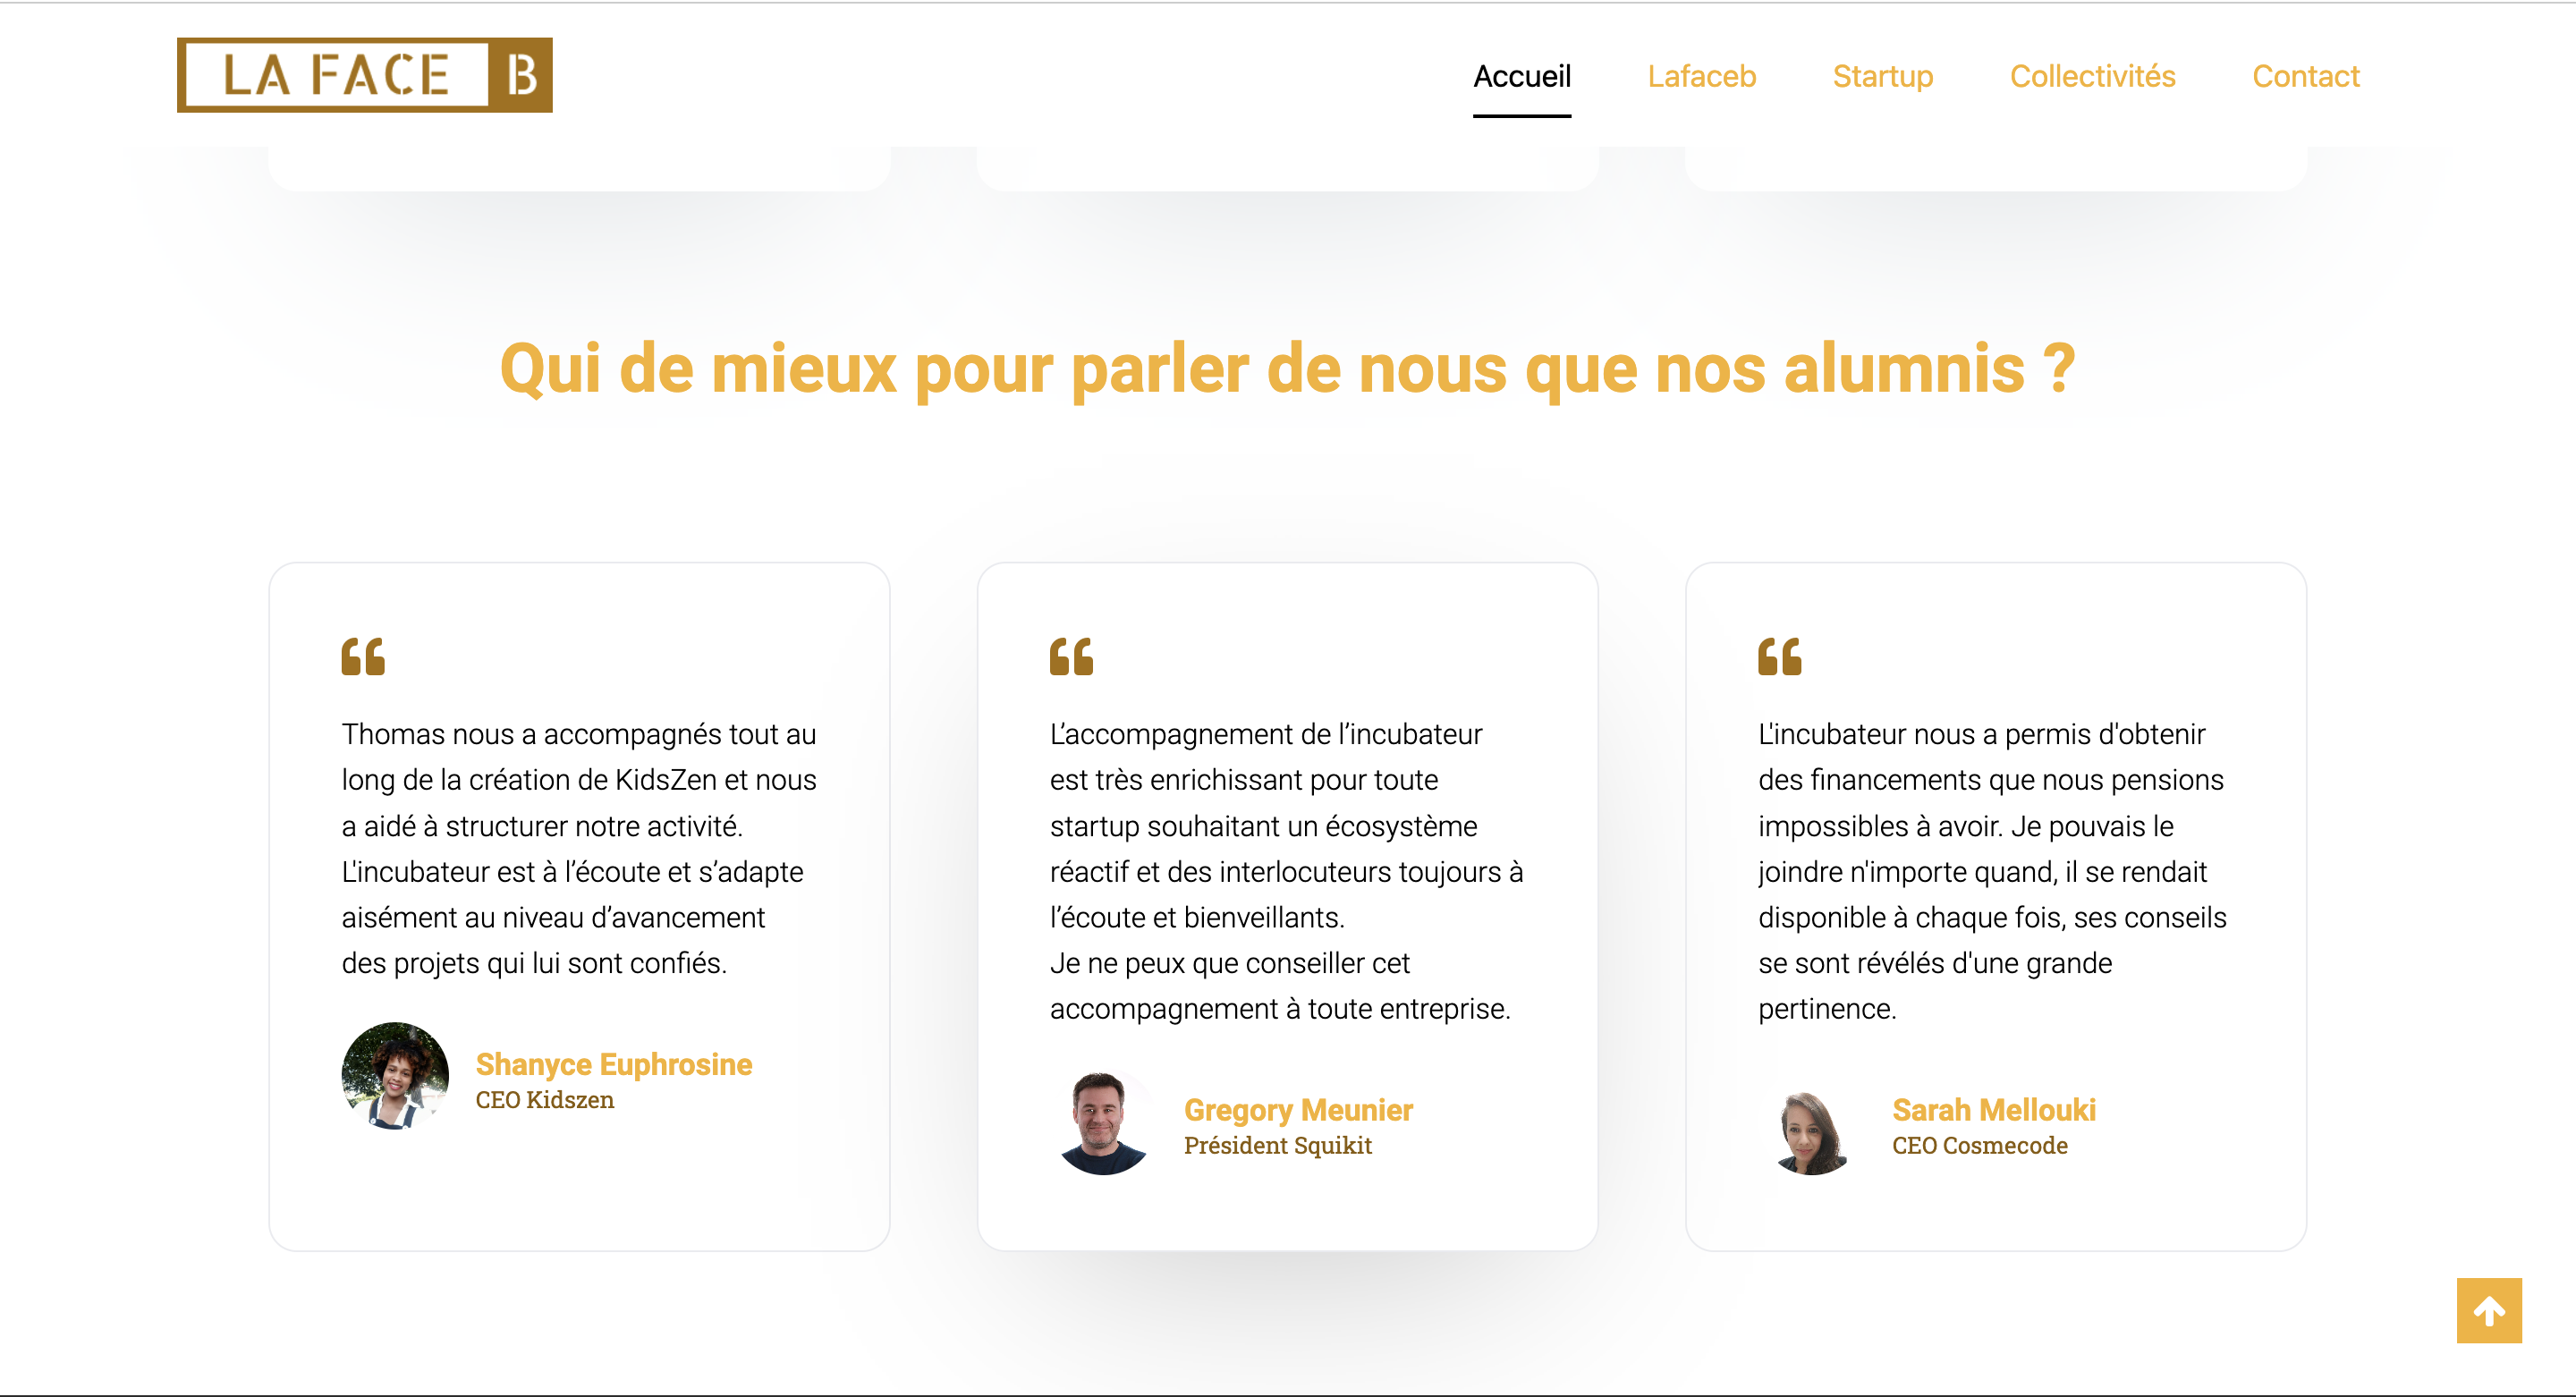 LA FACE B
Accueil Lafaceb Startup Collectivités Contact
Qui de mieux pour parler de nous que nos alumnis ?
Thomas nous a accompagnés tout au
long de la création de KidsZen et nous
a aidé à structurer notre activité.
L'incubateur est à l’écoute et s’adapte
aisément au niveau d’avancement
des projets qui lui sont confiés.
Shanyce Euphrosine
CEO Kidszen
L’accompagnement de l’incubateur
est très enrichissant pour toute
startup souhaitant un écosystème
réactif et des interlocuteurs toujours à
l’écoute et bienveillants.
Je ne peux que conseiller cet
accompagnement à toute entreprise.
Gregory Meunier
Président Squikit
L'incubateur nous a permis d'obtenir
des financements que nous pensions
impossibles à avoir. Je pouvais le
joindre n'importe quand, il se rendait
disponible à chaque fois, ses conseils
se sont révélés d'une grande
pertinence.
Sarah Mellouki
CEO Cosmecode